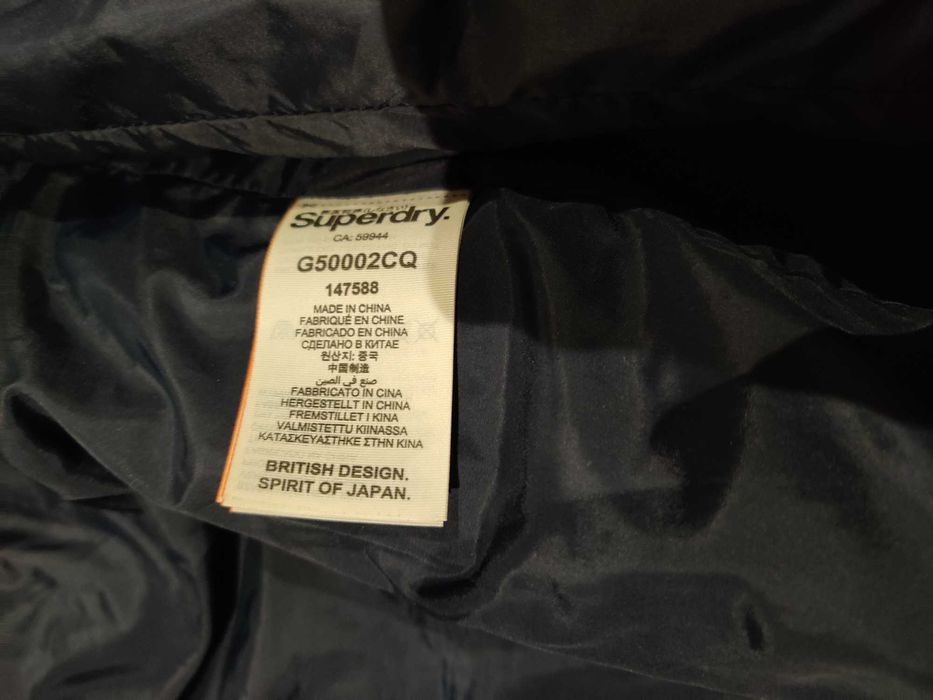 Superdry.
CA: 59944
G50002CQ
147588
MADE IN CHINA
FABRIQUÉ EN CHINE
FABRICADO EN CHINA
СДЕЛАНО В КИТАЕ
원산지: 중국
中国制造
صنع في الصين
FABBRICATO IN CINA
HERGESTELLT IN CHINA
FREMSTILLET I KINA
VALMISTETTU KIINASSA
ΚΑΤΑΣΚΕΥΑΣΤΗΚΕ ΣΤΗΝ ΚΙΝΑ
BRITISH DESIGN.
SPIRIT OF JAPAN.